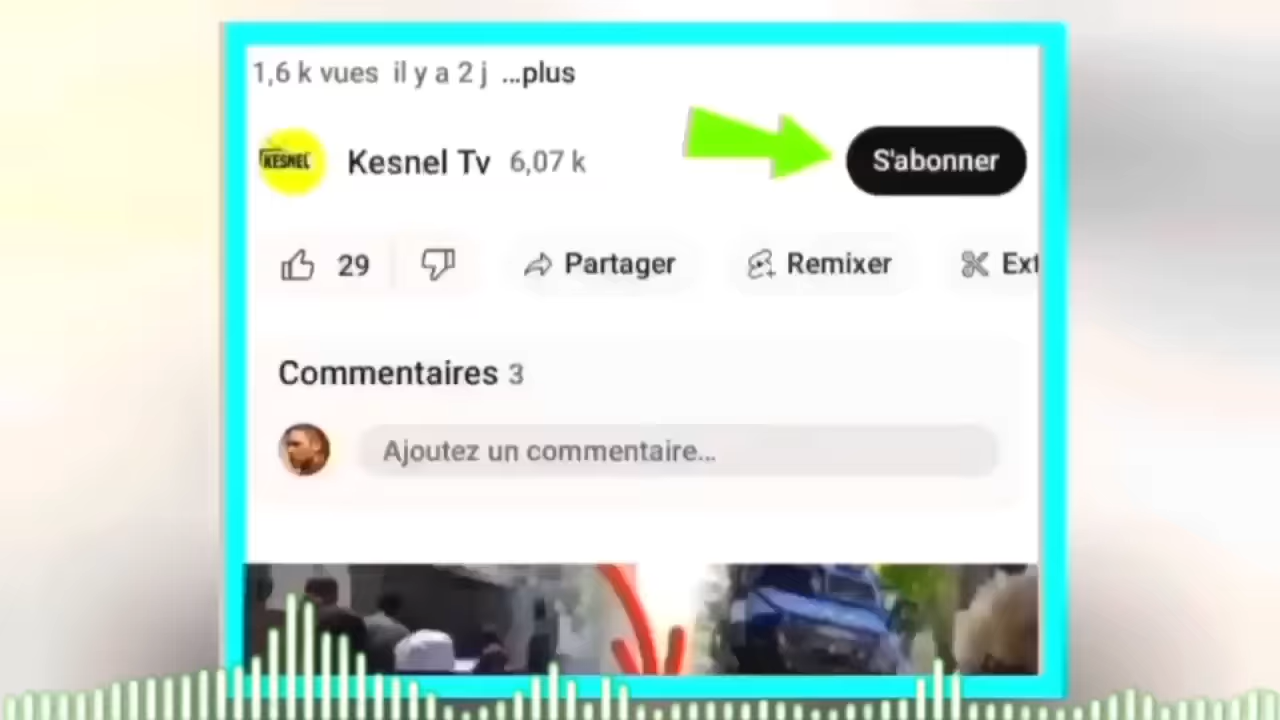 1,6 k vues il y a 2 j ...plus
KESNEL
Kesnel Tv 6,07 k
S'abonner
29 Partager Remixer Ext
Commentaires 3
Ajoutez un commentaire...